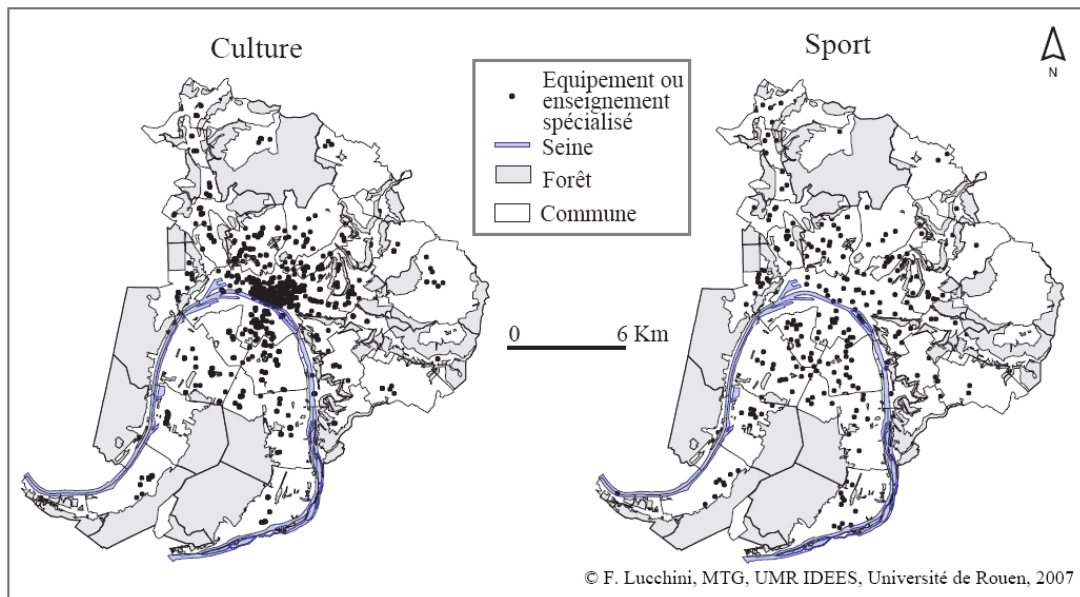 Culture
Sport
N
Equipement ou
enseignement
spécialisé
Seine
Forêt
Commune
0 6 Km
© F. Lucchini, MTG, UMR IDEES, Université de Rouen, 2007